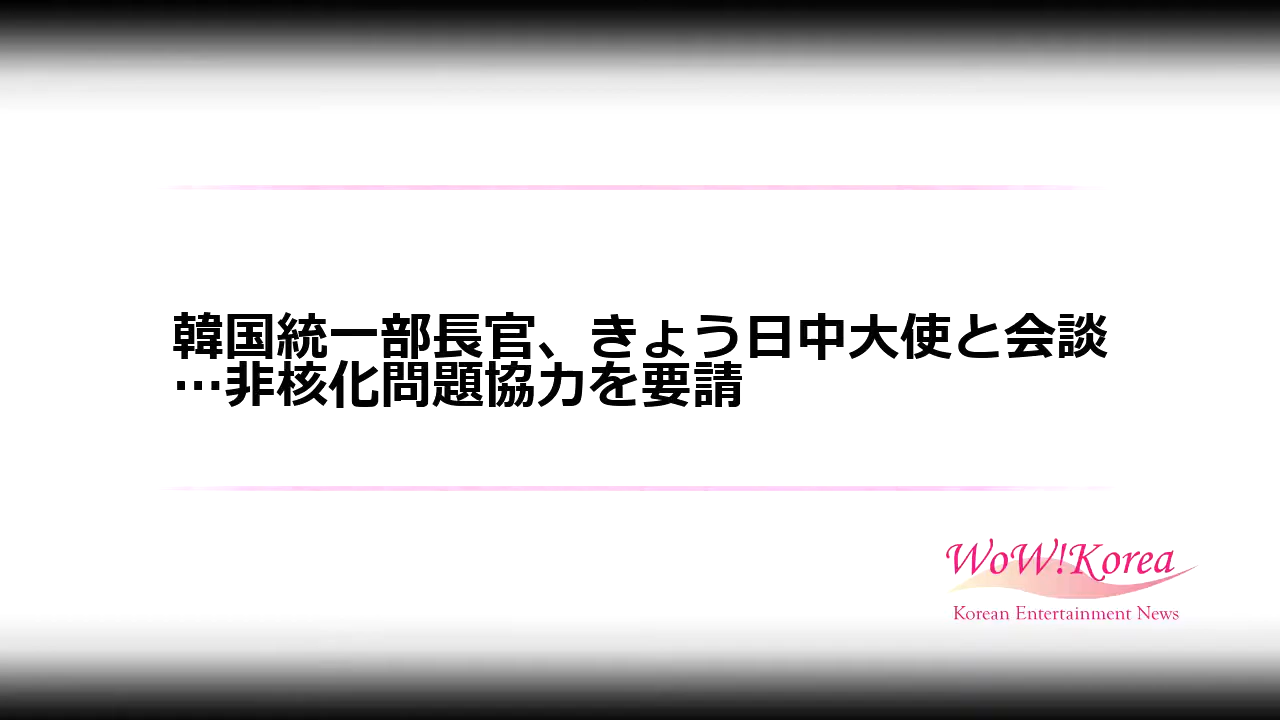 韓国統一部長官、きょう日中大使と会談
…非核化問題協力を要請
WoW!Korea
Korean Entertainment News